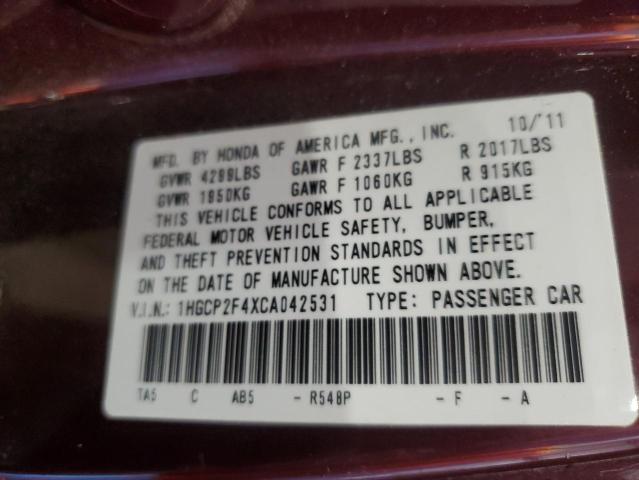 MFD. BY HONDA OF AMERICA MFG., INC. 10/'11
GVWR 4299LBS GAWR F 2337LBS R 2017LBS
GVWR 1950KG GAWR F 1060KG R 915KG
THIS VEHICLE CONFORMS TO ALL APPLICABLE
FEDERAL MOTOR VEHICLE SAFETY, BUMPER,
AND THEFT PREVENTION STANDARDS IN EFFECT
ON THE DATE OF MANUFACTURE SHOWN ABOVE.
V.I.N.: 1HGCP2F4XCA042531 TYPE: PASSENGER CAR
TA5 C AB5 - R548P - F - A